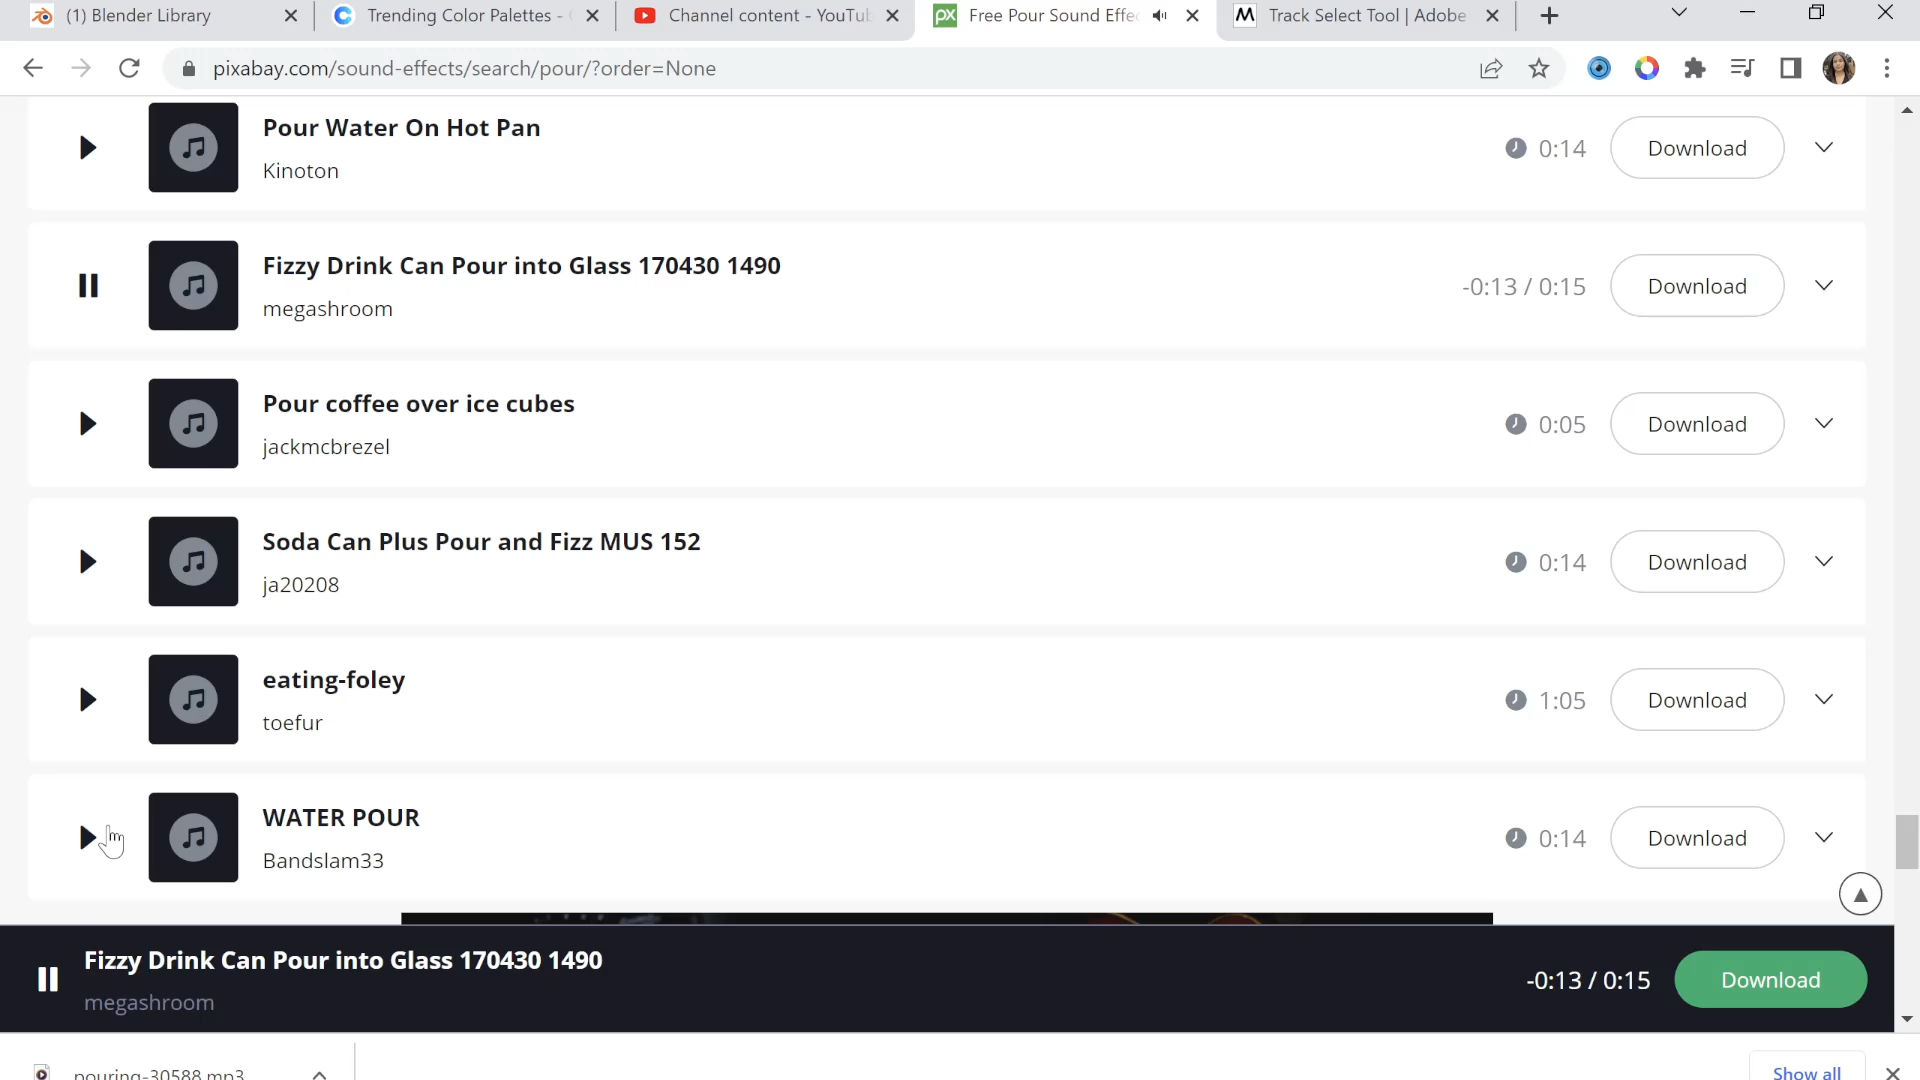 (1) Blender Library
Trending Color Palettes -
Channel content - YouTub
Free Pour Sound Effec
Track Select Tool | Adobe
pixabay.com/sound-effects/search/pour/?order=None
Pour Water On Hot Pan
Kinoton
0:14
Download
Fizzy Drink Can Pour into Glass 170430 1490
megashroom
-0:13 / 0:15
Download
Pour coffee over ice cubes
jackmcbrezel
0:05
Download
Soda Can Plus Pour and Fizz MUS 152
ja20208
0:14
Download
eating-foley
toefur
1:05
Download
WATER POUR
Bandslam33
0:14
Download
Fizzy Drink Can Pour into Glass 170430 1490
megashroom
-0:13 / 0:15
Download
pouring-30588.mp3
Show all